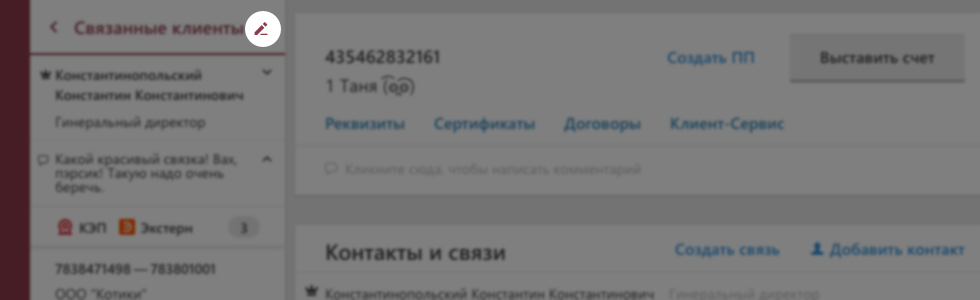 Связанные клиенты
Константинопольский
Константин Константинович
Гинеральный директор
Какой красивый связка! Вах,
пэрсик! Такую надо очень
беречь.
КЭП Экстерн 3
7838471498 — 783801001
ООО "Котики"
435462832161
Создать ПП
Выставить счет
1 Таня
Реквизиты Сертификаты Договоры Клиент-Сервис
Кликните сюда, чтобы написать комментарий
Контакты и связи
Создать связь
Добавить контакт
Константинопольский Константин Константинович Гинеральный директор